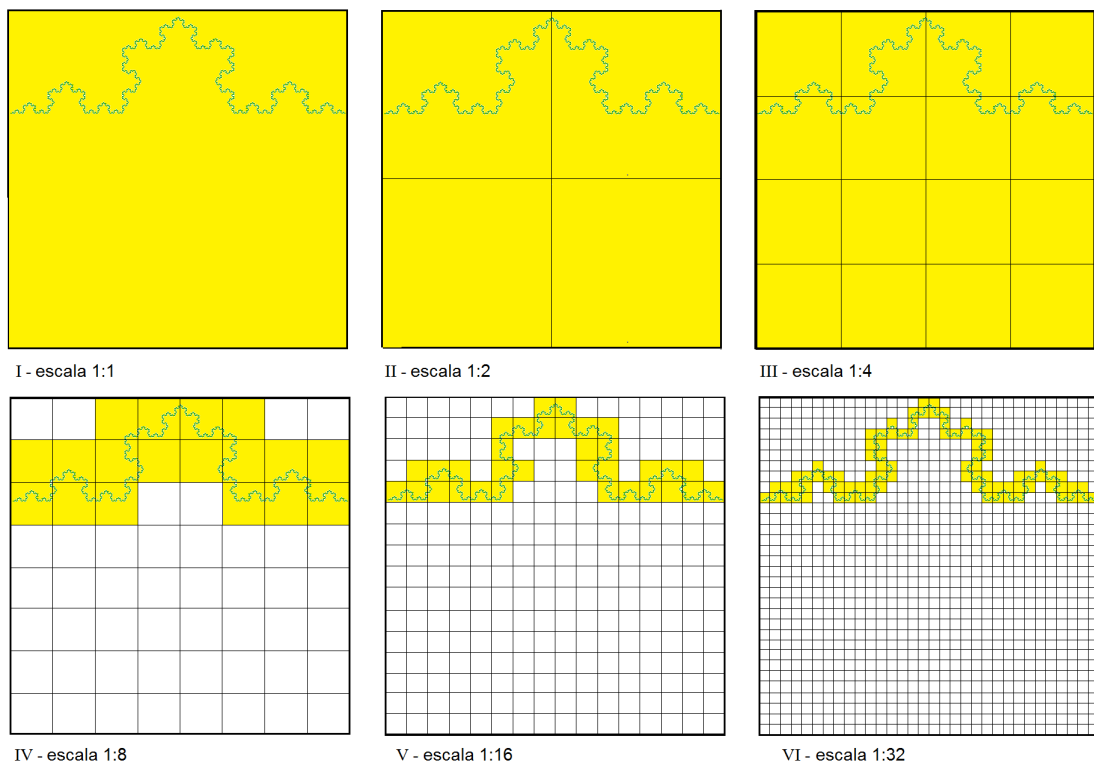 I - escala 1:1
II - escala 1:2
III - escala 1:4
IV - escala 1:8
V - escala 1:16
VI - escala 1:32